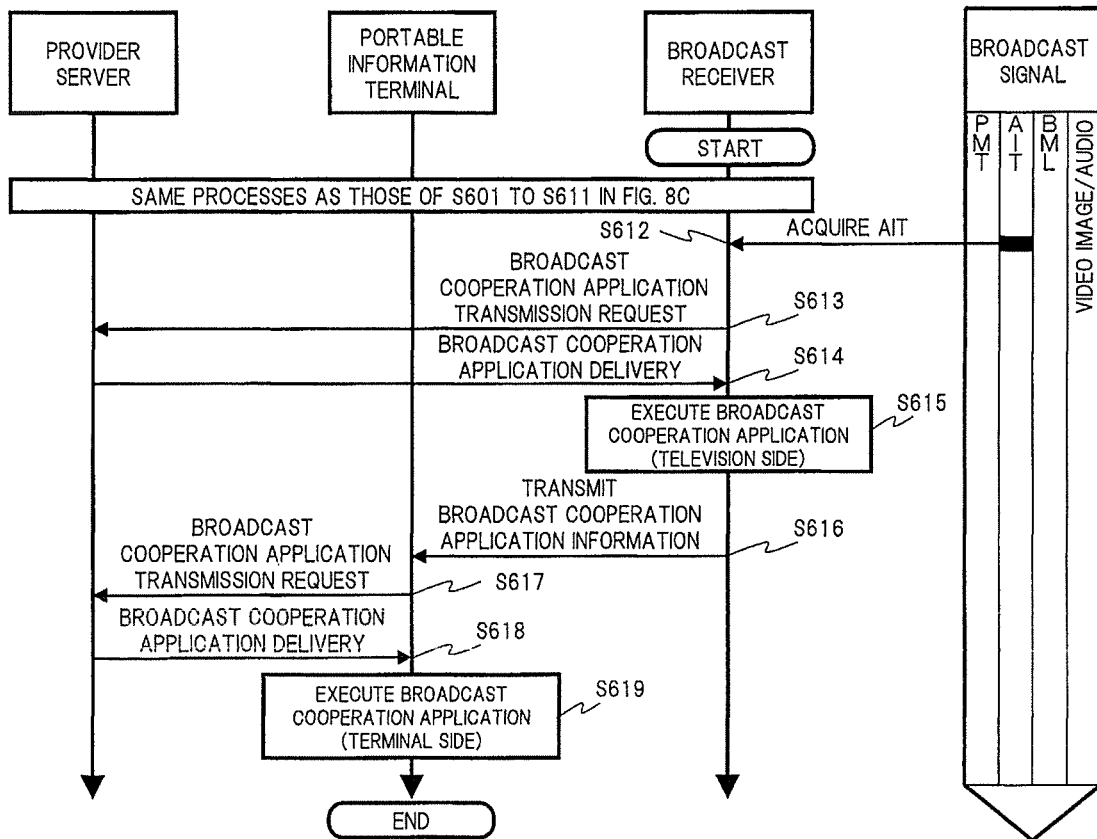 PROVIDER
SERVER
PORTABLE
INFORMATION
TERMINAL
BROADCAST
RECEIVER
BROADCAST
SIGNAL
PMT
AIT
BML
VIDEO IMAGE/AUDIO
START
SAME PROCESSES AS THOSE OF S601 TO S611 IN FIG. 8C
S612
ACQUIRE AIT
BROADCAST
COOPERATION APPLICATION
TRANSMISSION REQUEST
S613
BROADCAST COOPERATION
APPLICATION DELIVERY
S614
EXECUTE BROADCAST
COOPERATION APPLICATION
(TELEVISION SIDE)
S615
TRANSMIT
BROADCAST COOPERATION
APPLICATION INFORMATION
S616
BROADCAST
COOPERATION APPLICATION
TRANSMISSION REQUEST
S617
BROADCAST COOPERATION
APPLICATION DELIVERY
S618
EXECUTE BROADCAST
COOPERATION APPLICATION
(TERMINAL SIDE)
S619
END